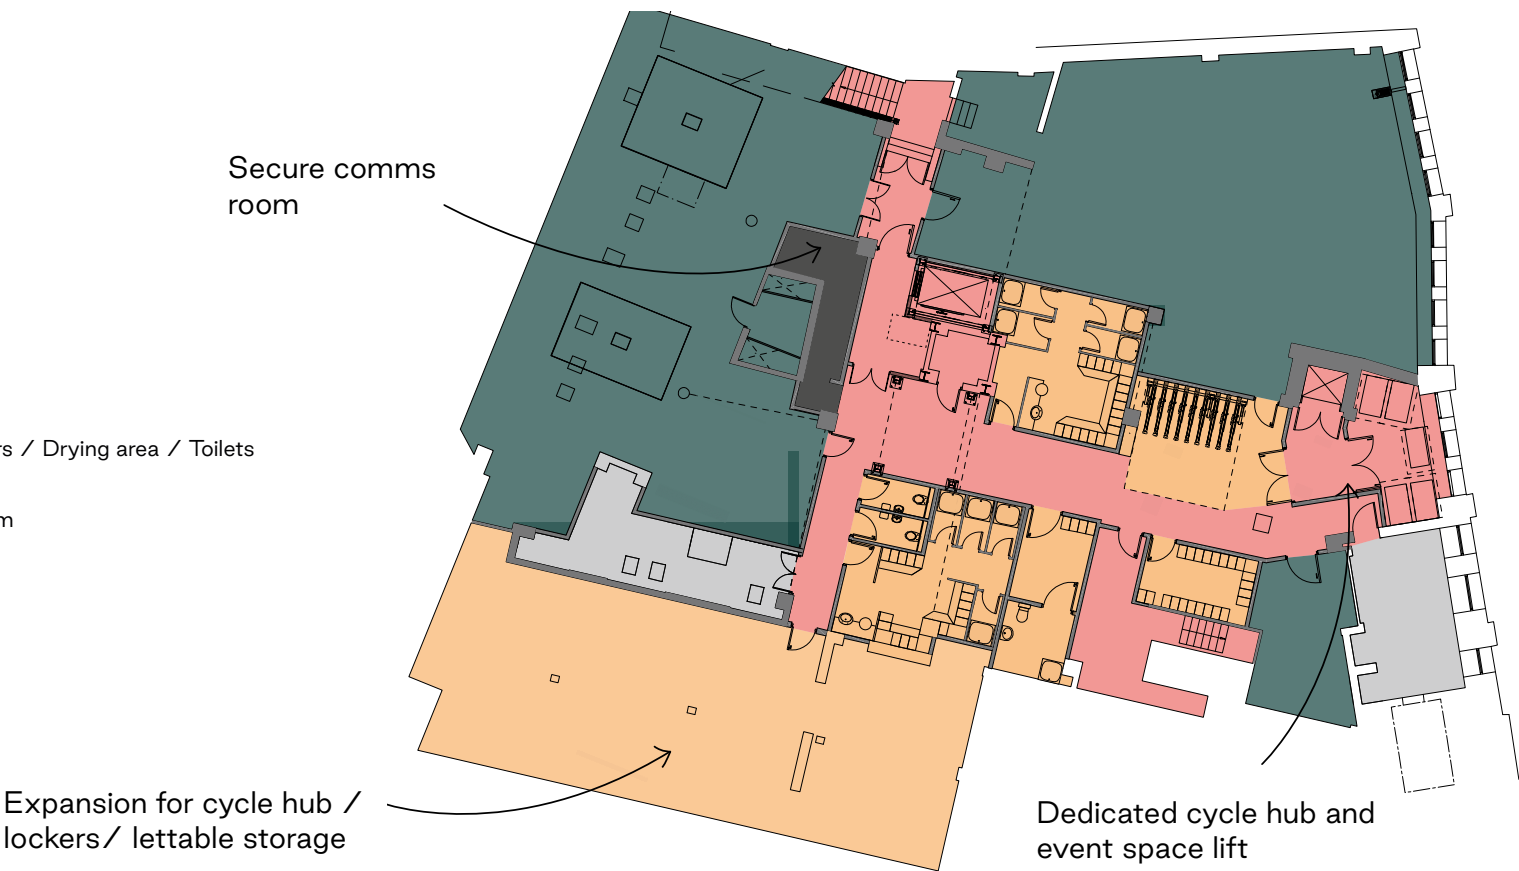 Secure comms
room
/ Drying area / Toilets
Expansion for cycle hub /
lockers / lettable storage
Dedicated cycle hub and
event space lift